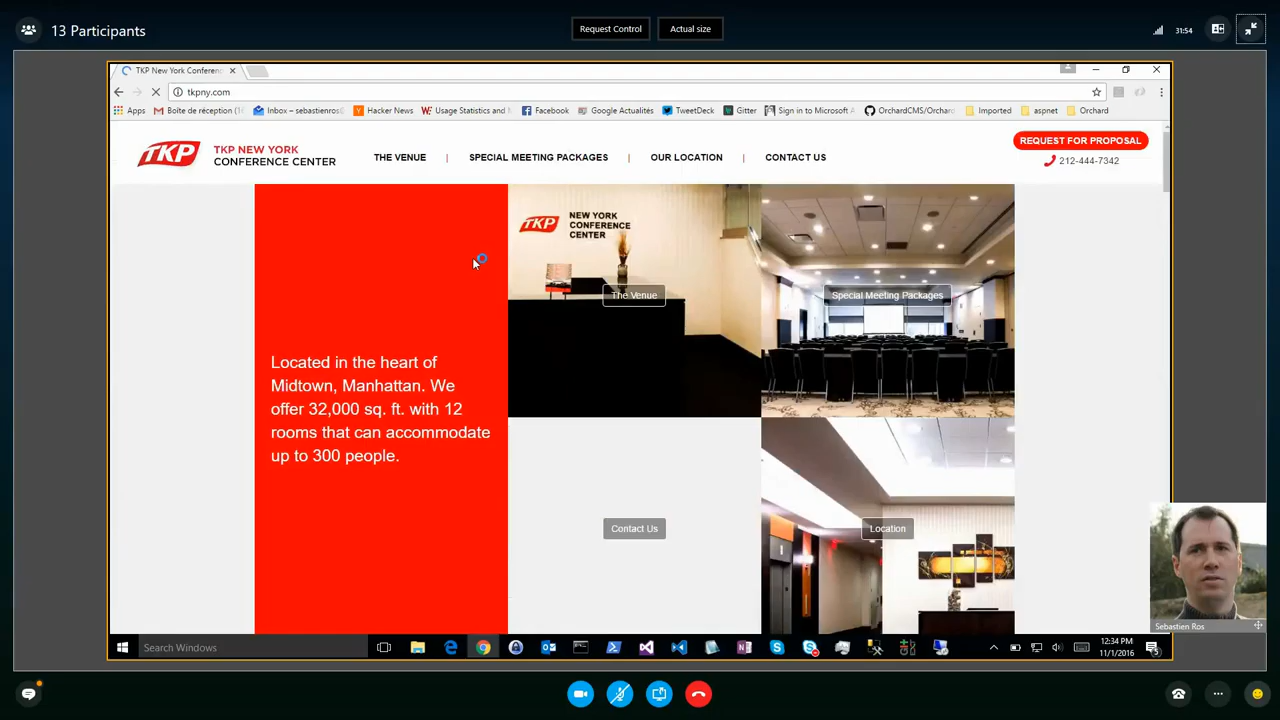 13 Participants
Request Control
Actual size
31:54
TKP New York Conferenc
tkpny.com
Apps
Boîte de réception (1
Inbox – sebastienros
Hacker News
Usage Statistics and
Facebook
Google Actualités
TweetDeck
Gitter
Sign in to Microsoft A
OrchardCMS/Orchard
Imported
aspnet
Orchard
TKP
TKP NEW YORK
CONFERENCE CENTER
THE VENUE
SPECIAL MEETING PACKAGES
OUR LOCATION
CONTACT US
REQUEST FOR PROPOSAL
212-444-7342
TKP
NEW YORK
CONFERENCE
CENTER
The Venue
Special Meeting Packages
Located in the heart of
Midtown, Manhattan. We
offer 32,000 sq. ft. with 12
rooms that can accommodate
up to 300 people.
Contact Us
Location
Sebastien Ros
Search Windows
12:34 PM
11/1/2016